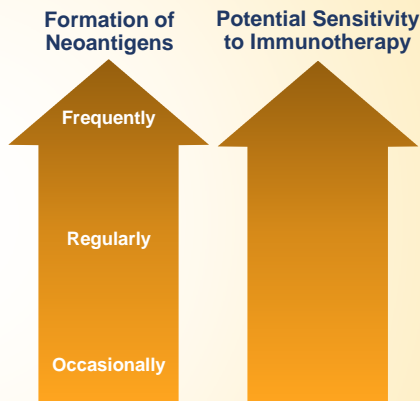 Formation of
Neoantigens
Potential Sensitivity
to Immunotherapy
Frequently
Regularly
Occasionally